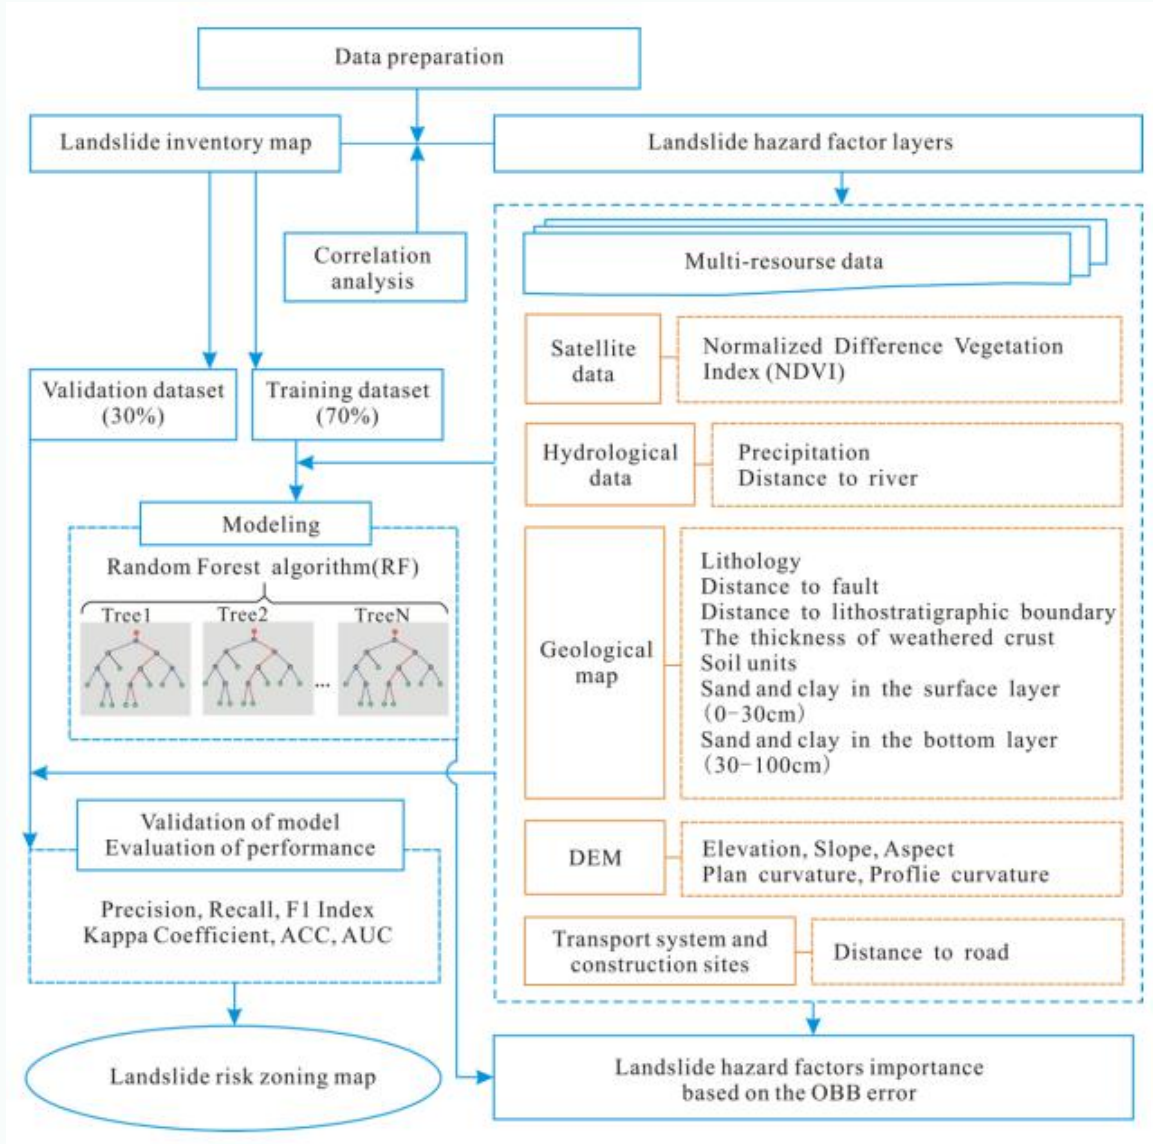 Data preparation
Landslide inventory map
Landslide hazard factor layers
Correlation
analysis
Multi-resourse data
Satellite
data
Normalized Difference Vegetation
Index (NDVI)
Validation dataset
(30%)
Training dataset
(70%)
Hydrological
data
Precipitation
Distance to river
Modeling
Random Forest algorithm(RF)
Tree1
Tree2
TreeN
...
Geological
map
Lithology
Distance to fault
Distance to lithostratigraphic boundary
The thickness of weathered crust
Soil units
Sand and clay in the surface layer
(0-30cm)
Sand and clay in the bottom layer
(30-100cm)
Validation of model
Evaluation of performance
Precision, Recall, F1 Index
Kappa Coefficient, ACC, AUC
DEM
Elevation, Slope, Aspect
Plan curvature, Proflie curvature
Transport system and
construction sites
Distance to road
Landslide risk zoning map
Landslide hazard factors importance
based on the OBB error